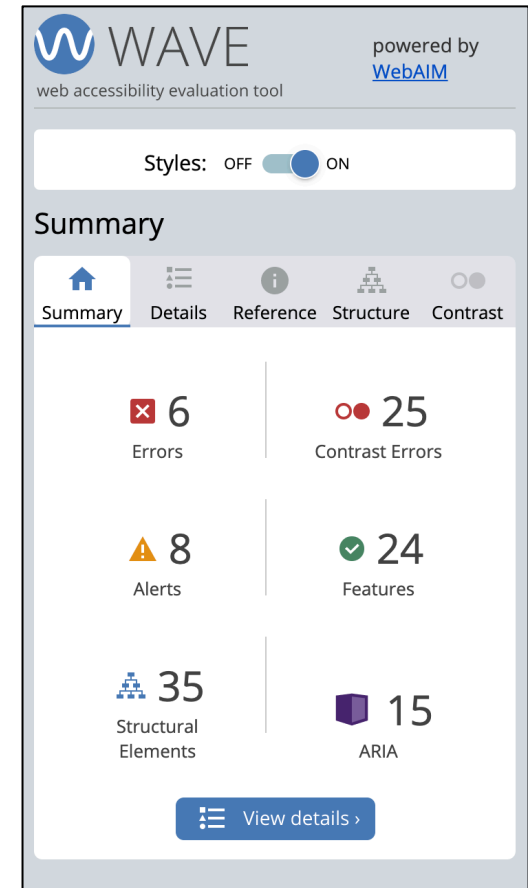 WAVE
powered by
WebAIM
web accessibility evaluation tool
Styles: OFF ON
Summary
Summary Details Reference Structure Contrast
6 25
Errors Contrast Errors
8 24
Alerts Features
35 15
Structural
Elements
ARIA
View details ›